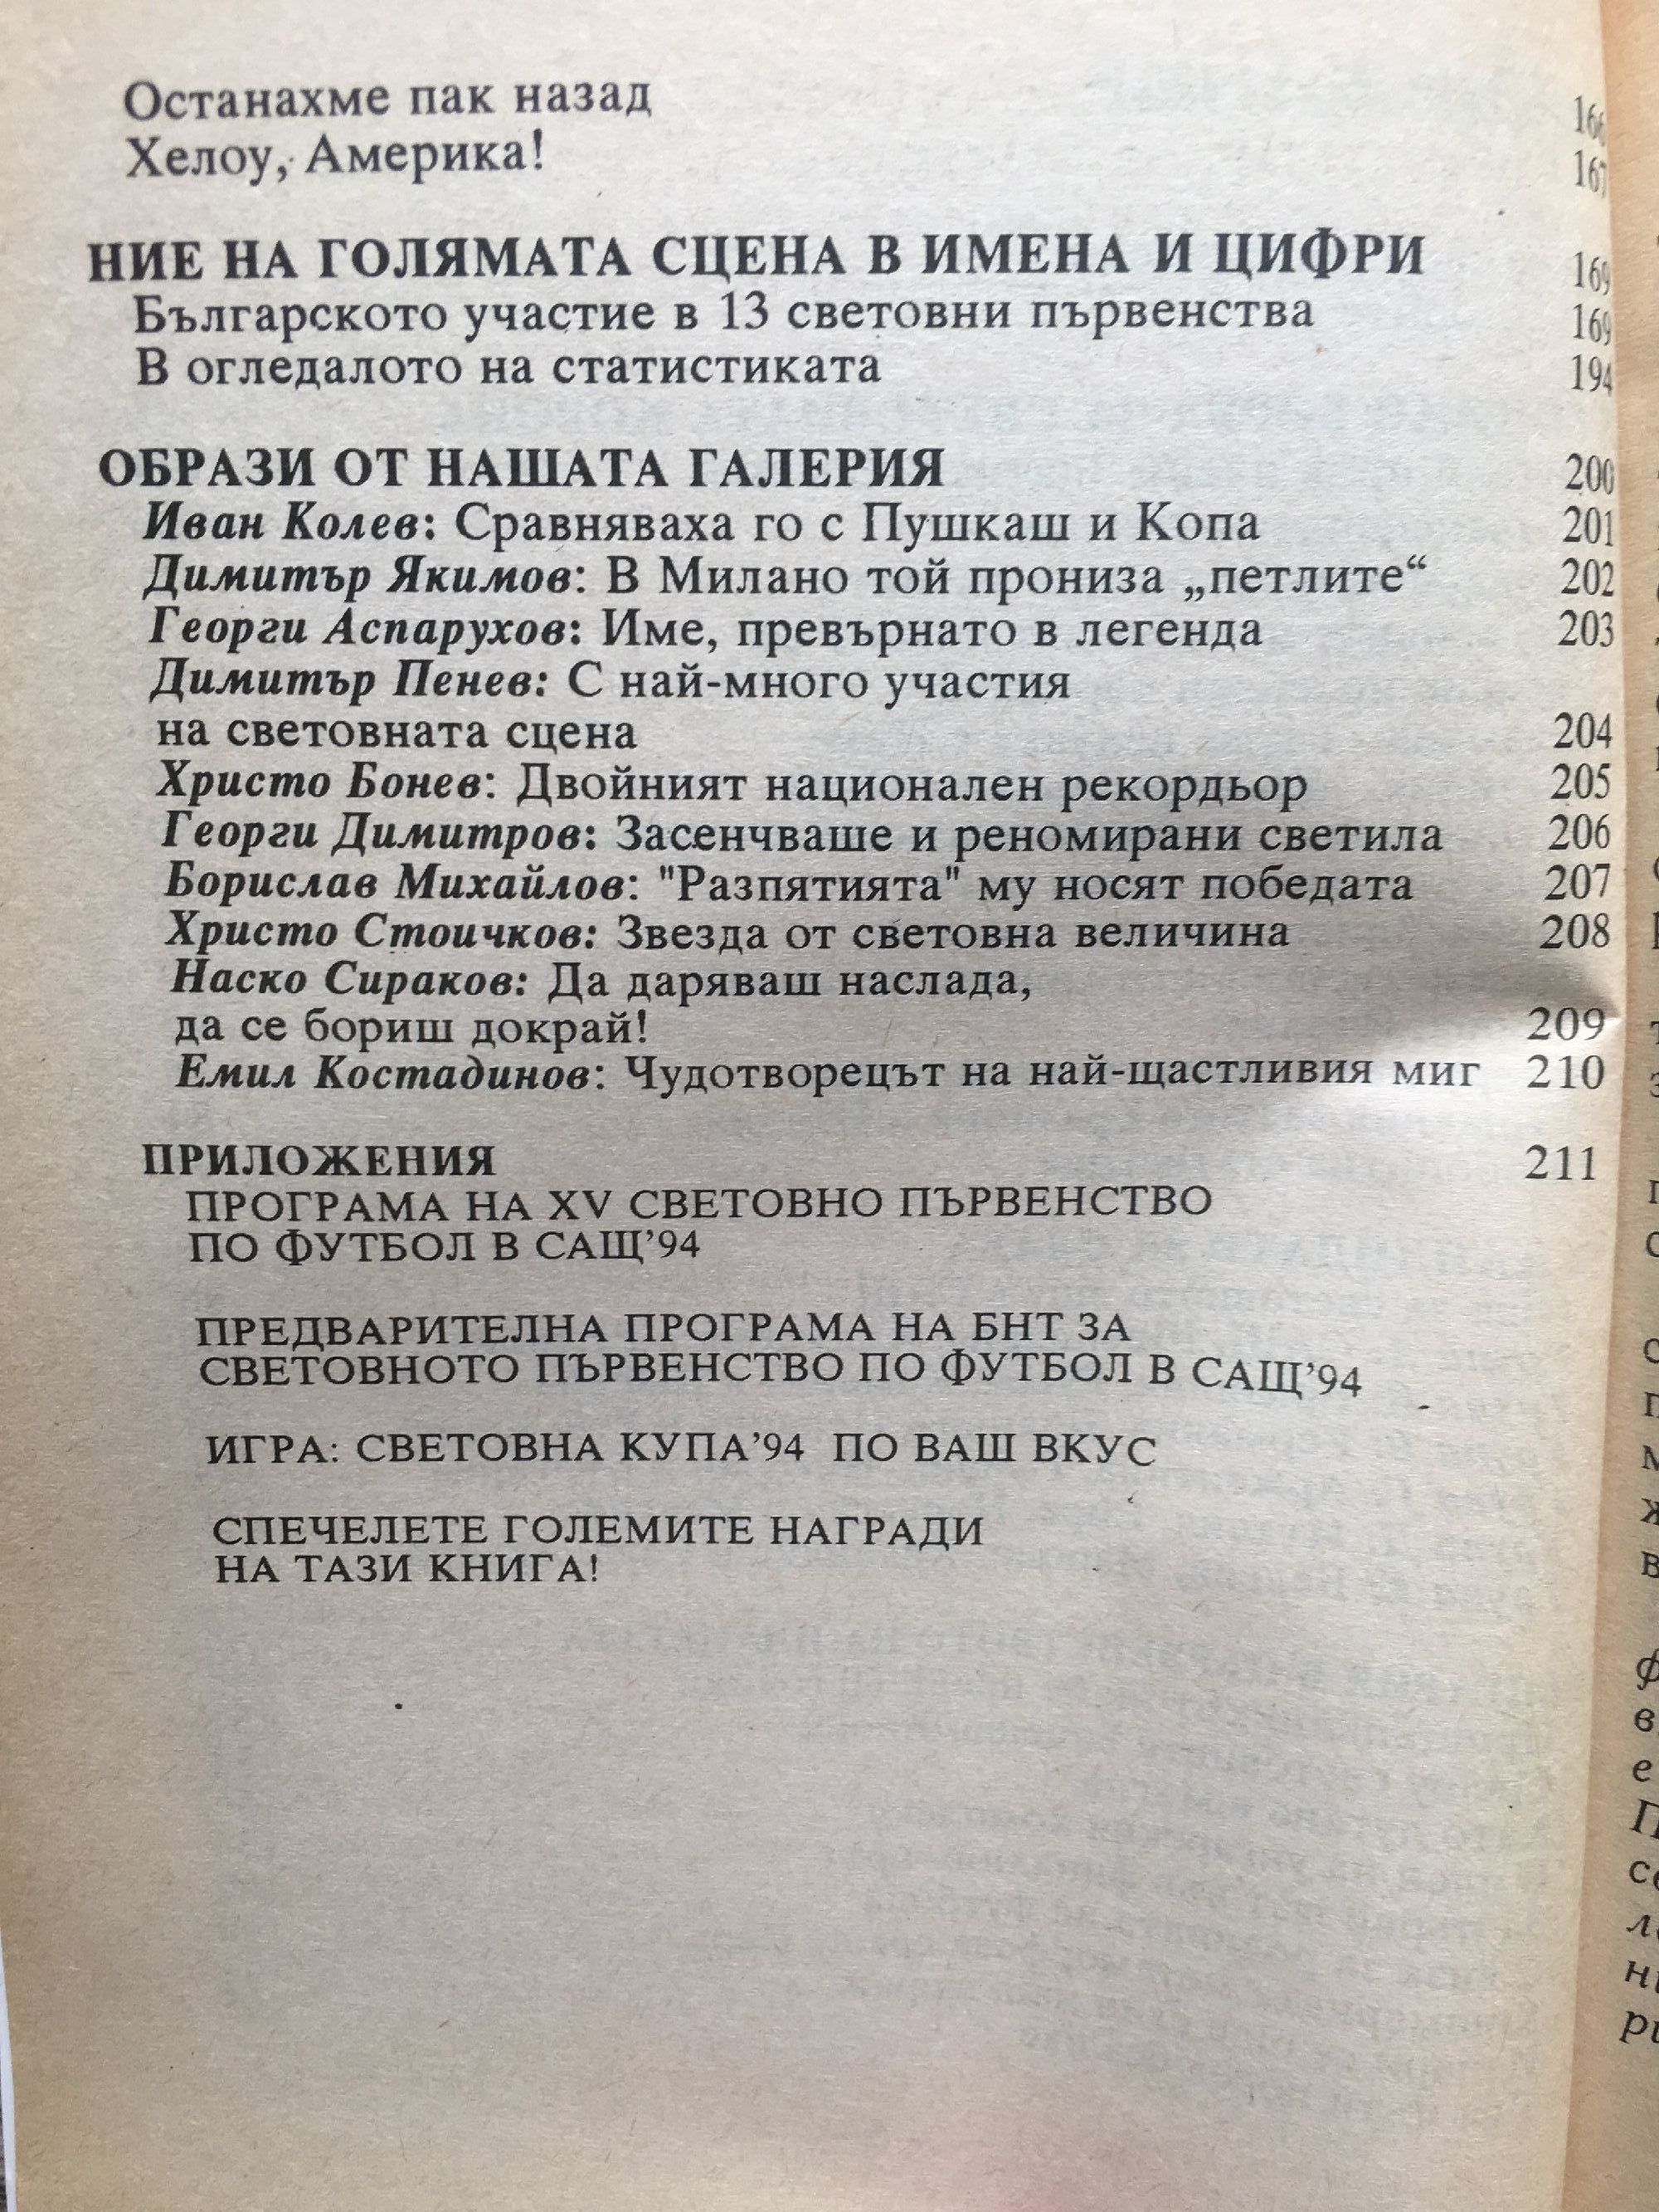 Останахме пак назад 166
Хелоу, Америка! 167
НИЕ НА ГОЛЯМАТА СЦЕНА В ИМЕНА И ЦИФРИ 169
Българското участие в 13 световни първенства 169
В огледалото на статистиката 194
ОБРАЗИ ОТ НАШАТА ГАЛЕРИЯ 200
Иван Колев: Сравняваха го с Пушкаш и Копа 201
Димитър Якимов: В Милано той прониза „петлите“ 202
Георги Аспарухов: Име, превърнато в легенда 203
Димитър Пенев: С най-много участия
на световната сцена 204
Христо Бонев: Двойният национален рекордьор 205
Георги Димитров: Засенчваше и реномирани светила 206
Борислав Михайлов: "Разпятията" му носят победата 207
Христо Стоичков: Звезда от световна величина 208
Наско Сираков: Да даряваш наслада,
да се бориш докрай! 209
Емил Костадинов: Чудотворецът на най-щастливия миг 210
ПРИЛОЖЕНИЯ 211
ПРОГРАМА НА XV СВЕТОВНО ПЪРВЕНСТВО
ПО ФУТБОЛ В САЩ’94
ПРЕДВАРИТЕЛНА ПРОГРАМА НА БНТ ЗА
СВЕТОВНОТО ПЪРВЕНСТВО ПО ФУТБОЛ В САЩ’94
ИГРА: СВЕТОВНА КУПА’94 ПО ВАШ ВКУС
СПЕЧЕЛЕТЕ ГОЛЕМИТЕ НАГРАДИ
НА ТАЗИ КНИГА!